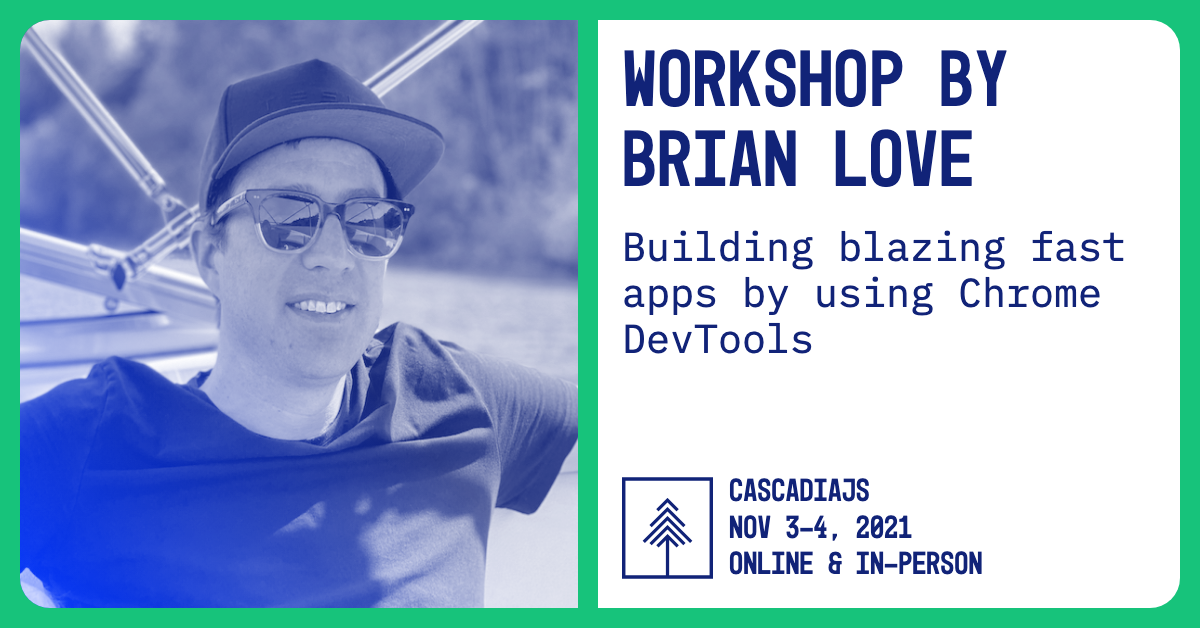 WORKSHOP BY
BRIAN LOVE
Building blazing fast
apps by using Chrome
DevTools
CASCADIAJS
NOV 3-4, 2021
ONLINE & IN-PERSON